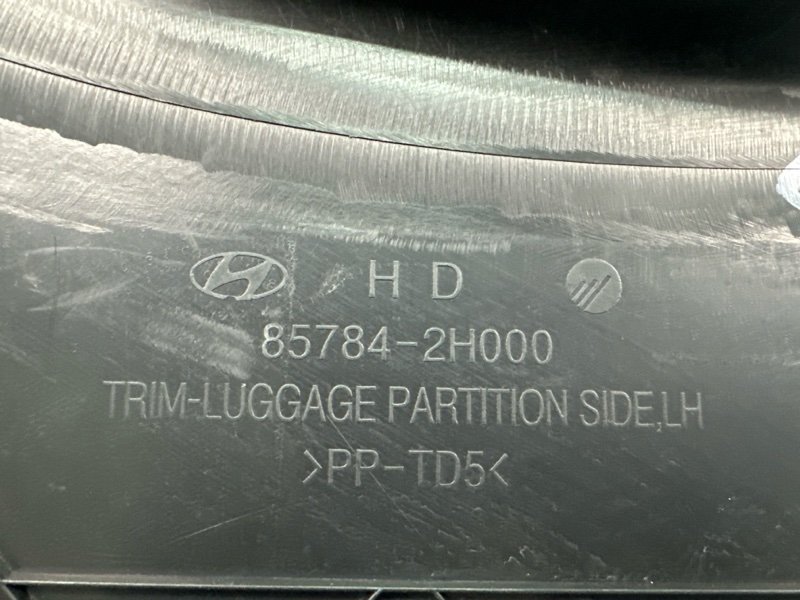 H D
85784-2H000
TRIM-LUGGAGE PARTITION SIDE,LH
>PP-TD5<